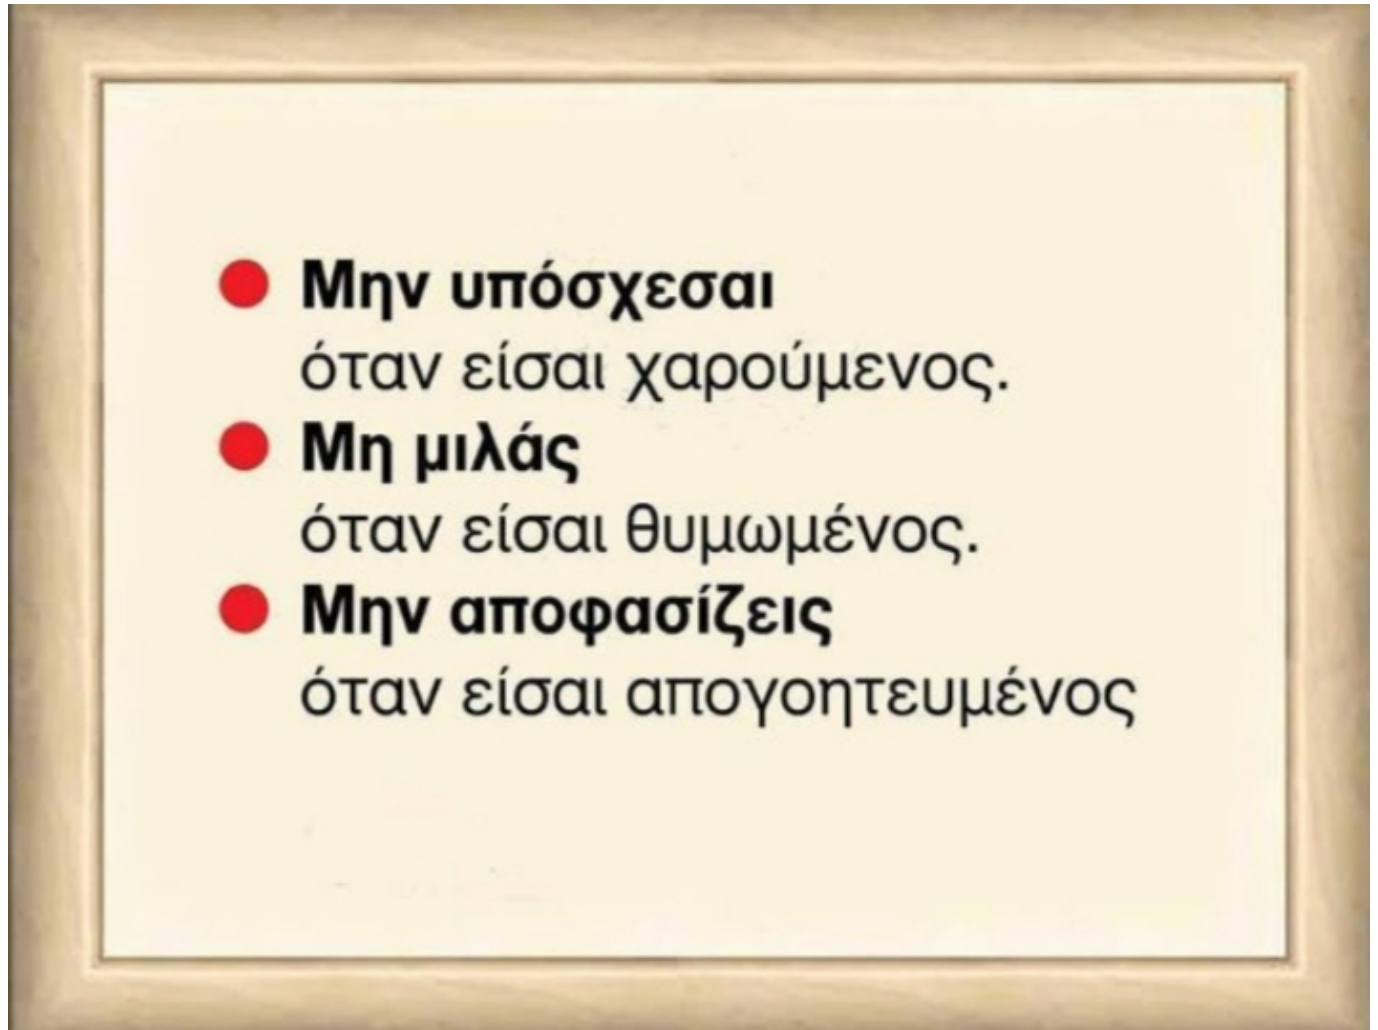 Μην υπόσχεσαι
όταν είσαι χαρούμενος.
Μη μιλάς
όταν είσαι θυμωμένος.
Μην αποφασίζεις
όταν είσαι απογοητευμένος